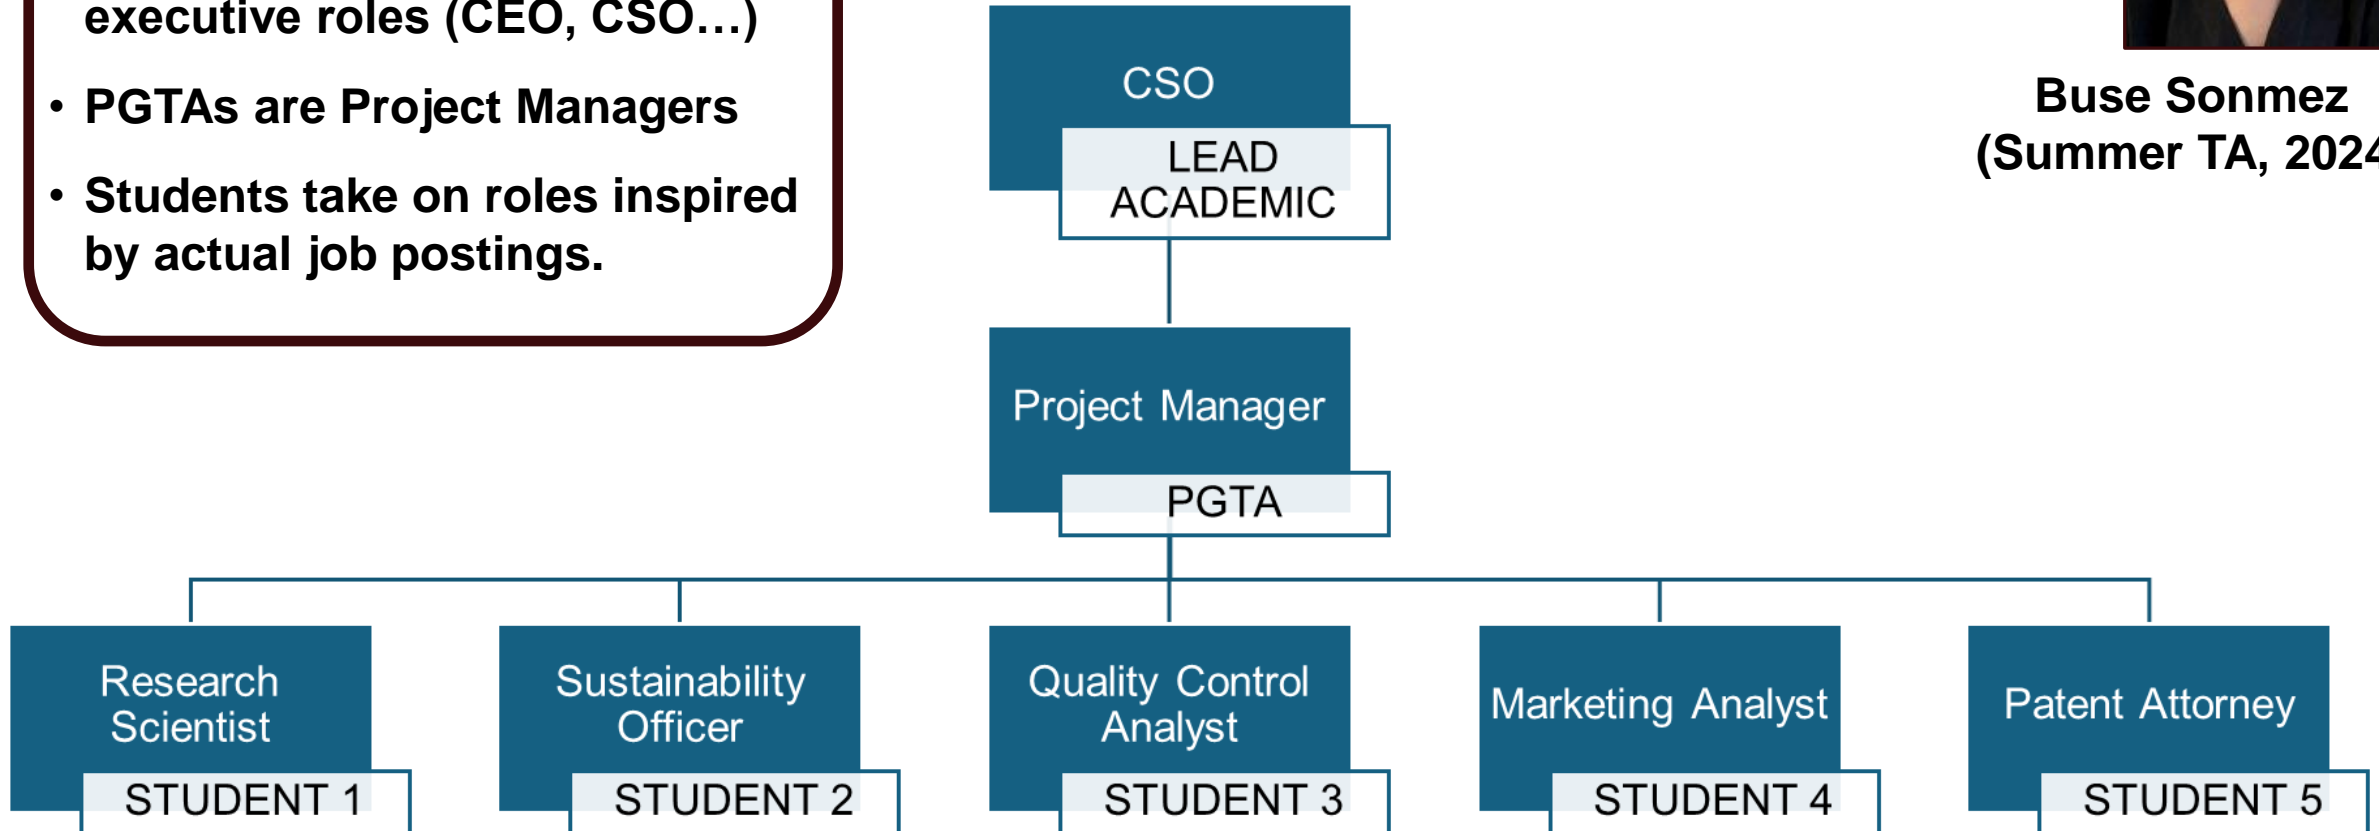 executive roles (CEO, CSO…)
• PGTAs are Project Managers
• Students take on roles inspired
by actual job postings.
CSO
LEAD
ACADEMIC
Buse Sonmez
(Summer TA, 2024
Project Manager
PGTA
Research
Scientist
STUDENT 1
Sustainability
Officer
STUDENT 2
Quality Control
Analyst
STUDENT 3
Marketing Analyst
STUDENT 4
Patent Attorney
STUDENT 5